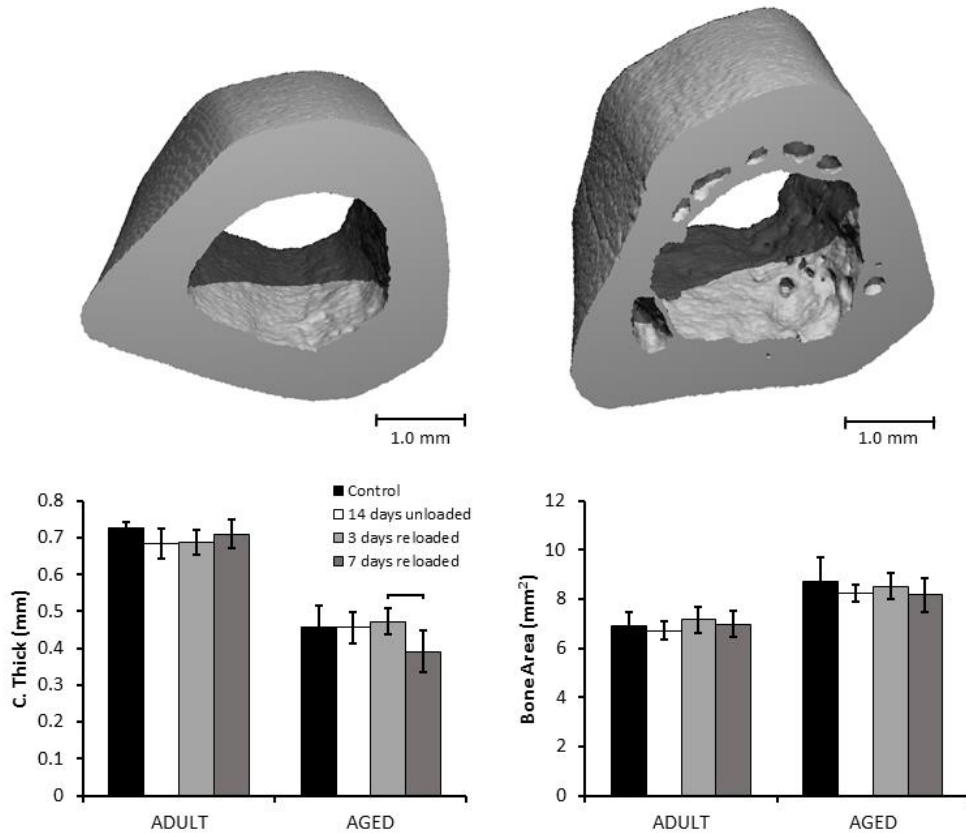 1.0 mm
1.0 mm
C. Thick (mm)
0.8
0.7
0.6
0.5
0.4
0.3
0.2
0.1
0
Control
14 days unloaded
3 days reloaded
7 days reloaded
ADULT
AGED
Bone Area (mm²)
12
10
8
6
4
2
0
ADULT
AGED